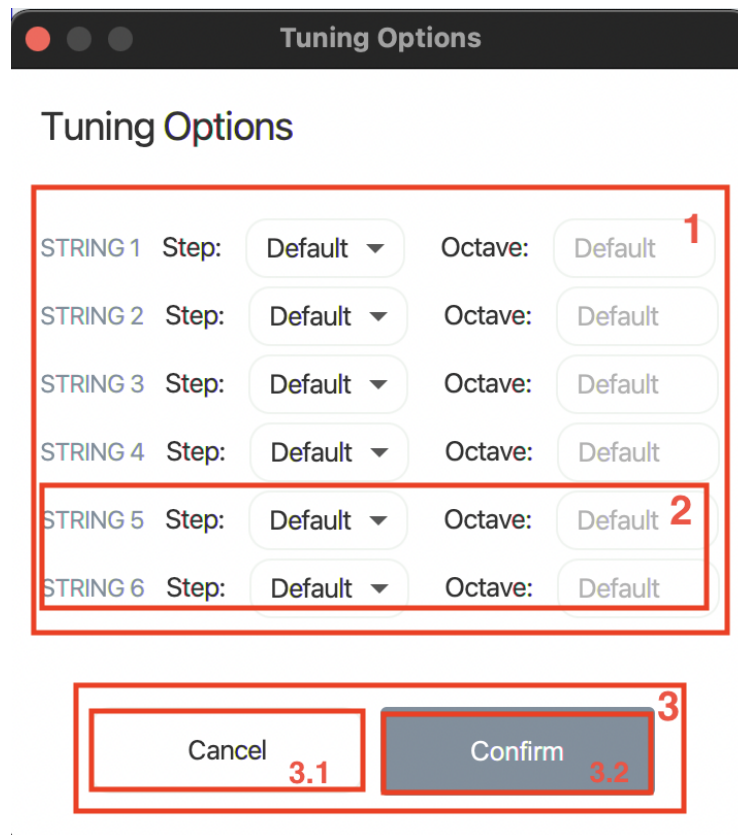 Tuning Options
Tuning Options
1
STRING 1 Step: Default Octave: Default
STRING 2 Step: Default Octave: Default
STRING 3 Step: Default Octave: Default
STRING 4 Step: Default Octave: Default
STRING 5 Step: Default Octave: Default 2
STRING 6 Step: Default Octave: Default
3
Cancel 3.1 Confirm 3.2